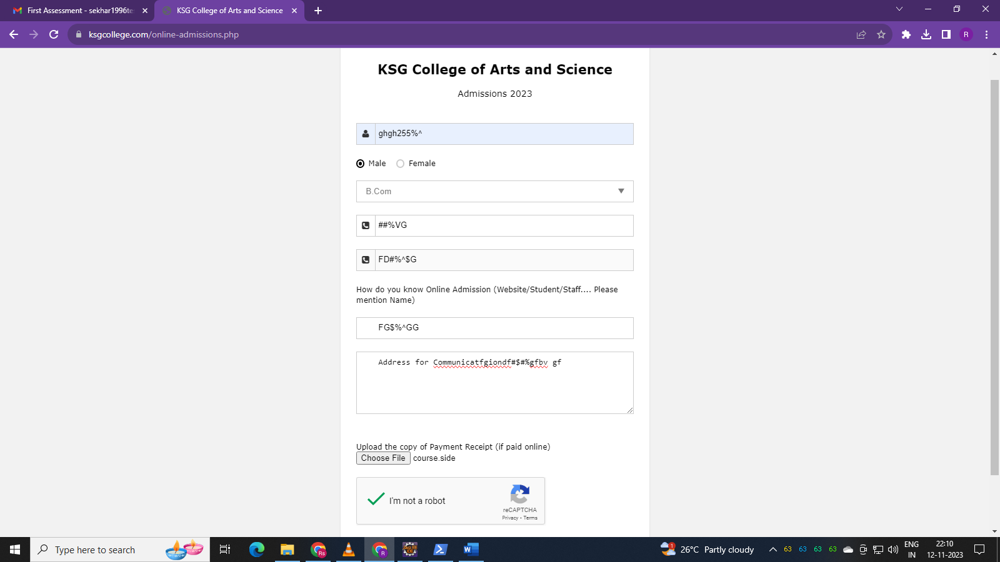 First Assessment - sekhar1996te
KSG College of Arts and Science
ksgcollege.com/online-admissions.php
R
KSG College of Arts and Science
Admissions 2023
ghgh255%^
Male Female
B.Com
##%VG
FD#%^$G
How do you know Online Admission (Website/Student/Staff.... Please
mention Name)
FG$%^GG
Address for Communicatfgiondf#$#%gfbv gf
Upload the copy of Payment Receipt (if paid online)
Choose File course.side
I'm not a robot
reCAPTCHA
Privacy - Terms
Type here to search
Rs
R
1
26°C Partly cloudy
63 63 63 63
ENG
IN
22:10
12-11-2023